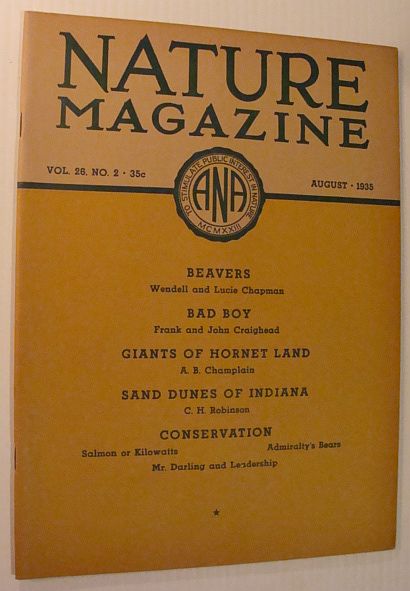 NATURE
MAGAZINE
VOL. 26, NO. 2 · 35c
AUGUST · 1935
TO STIMULATE PUBLIC INTEREST IN NATURE
ANA
MCMXXIII
BEAVERS
Wendell and Lucie Chapman
BAD BOY
Frank and John Craighead
GIANTS OF HORNET LAND
A. B. Champlain
SAND DUNES OF INDIANA
C. H. Robinson
CONSERVATION
Salmon or Kilowatts
Admiralty's Bears
Mr. Darling and Leadership